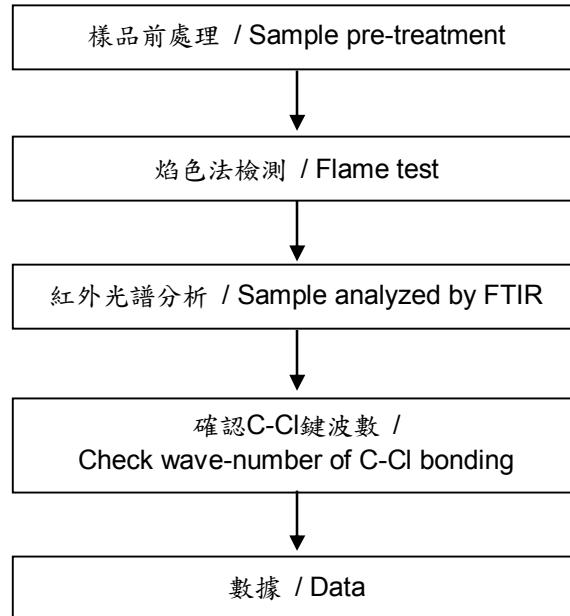 樣品前處理 / Sample pre-treatment
焰色法檢測 / Flame test
紅外光譜分析 / Sample analyzed by FTIR
確認C-Cl鍵波數 /
Check wave-number of C-Cl bonding
數據 / Data